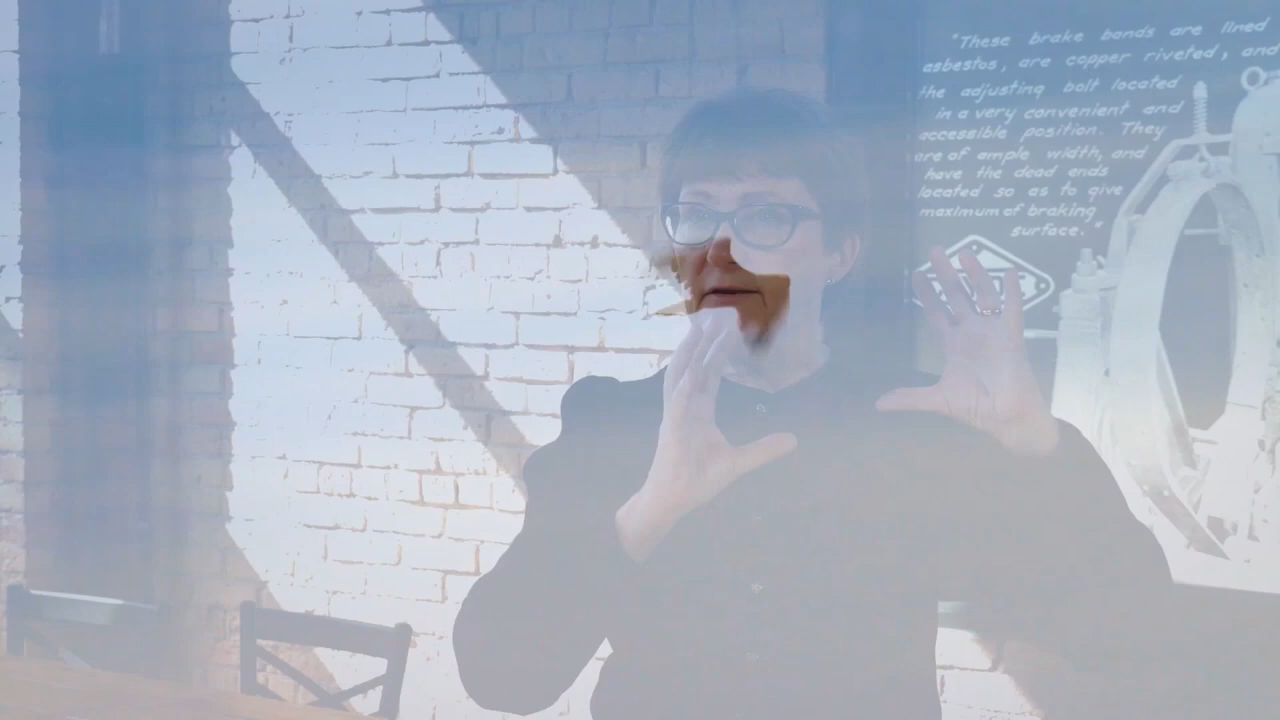 "These brake bands are lined
asbestos, are copper riveted, and
the adjusting bolt located
in a very convenient and
accessible position. They
are of ample width, and
have the dead ends
located so as to give
maximum of braking
surface."